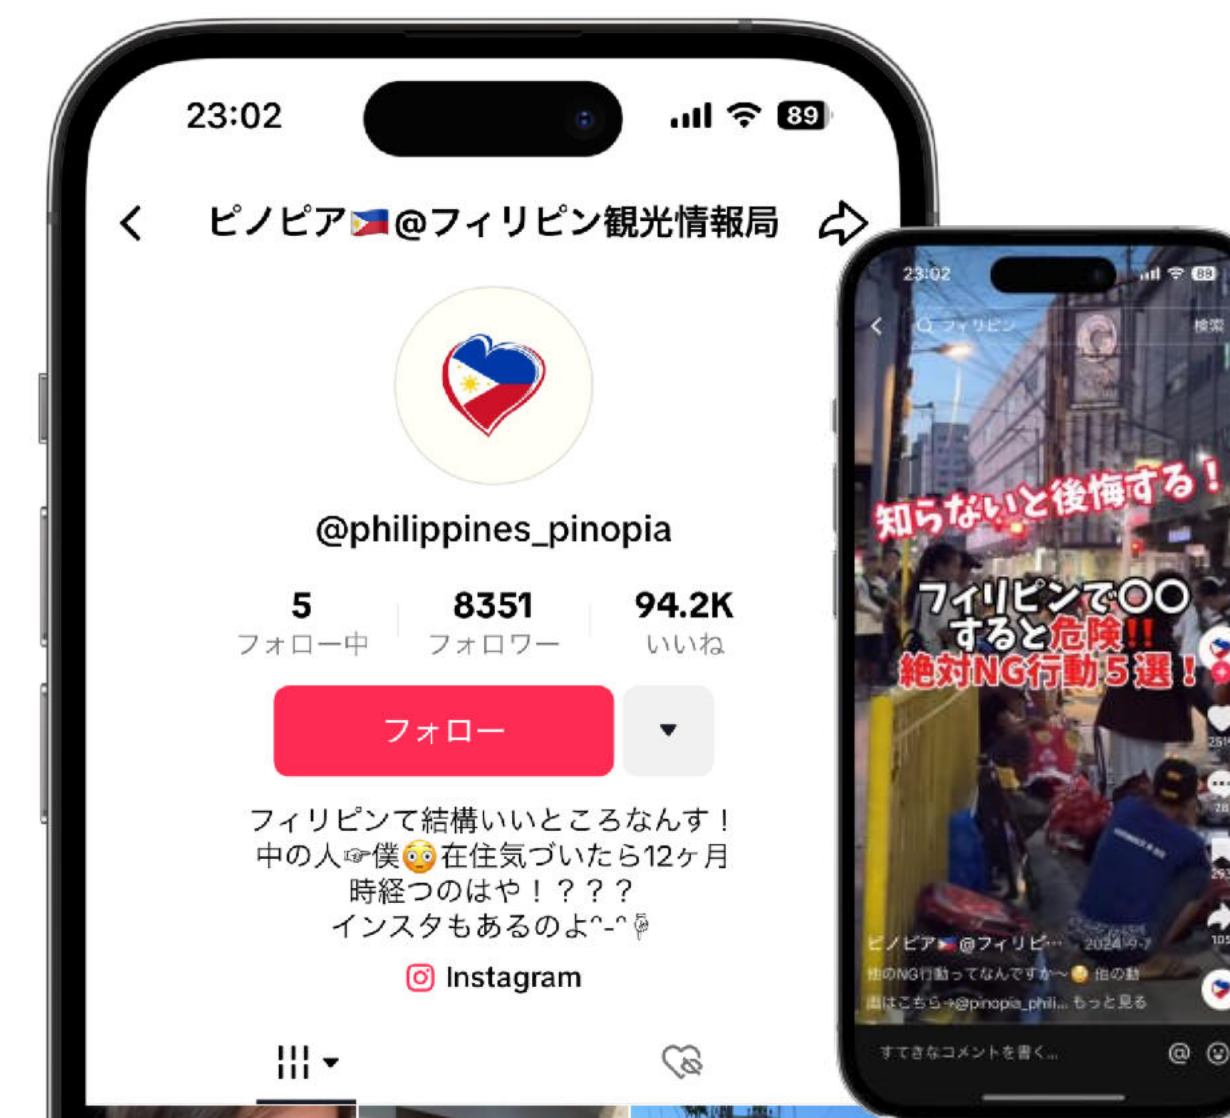 23:02
89
ピノピア🇵🇭@フィリピン観光情報局
@philippines_pinopia
5
フォロー中
8351
フォロワー
94.2K
いいね
フォロー
フィリピンて結構いいところなんす！
中の人☞僕😳在住気づいたら12ヶ月
時経つのはや！？？？
インスタもあるのよ^-^👇
Instagram
23:02
89
フィリピン
検索
知らないと後悔する！
フィリピンで〇〇
すると危険‼
絶対NG行動５選！
ピノピア🇵🇭@フィリピ… 2024-9-7
他のNG行動ってなんですか〜😳 他の動
画はこちら→@pinopia_phili... もっと見る
すてきなコメントを書く...